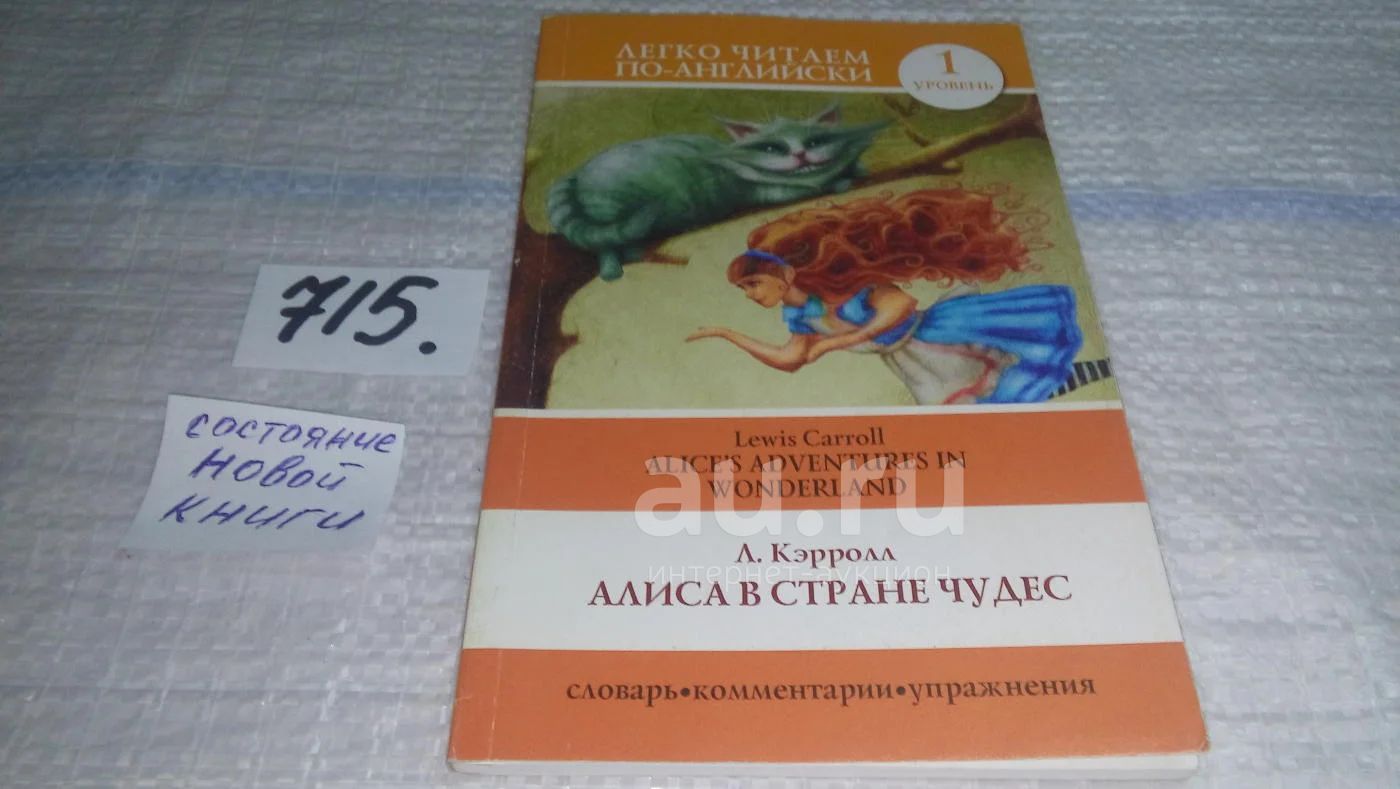 ЛЕГКО ЧИТАЕМ
ПО-АНГЛИЙСКИ
1
УРОВЕНЬ
715.
состояние
новой
книги
Lewis Carroll
ALICE'S ADVENTURES IN
WONDERLAND
au.ru
интернет-аукцион
Л. Кэрролл
АЛИСА В СТРАНЕ ЧУДЕС
словарь•комментарии•упражнения